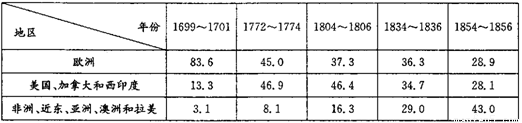 年份
地区
1699~1701 1772~1774 1804~1806 1834~1836 1854~1856
欧洲 83.6 45.0 37.3 36.3 28.9
美国、加拿大和西印度 13.3 46.9 46.4 34.7 28.1
非洲、近东、亚洲、澳洲和拉美 3.1 8.1 16.3 29.0 43.0